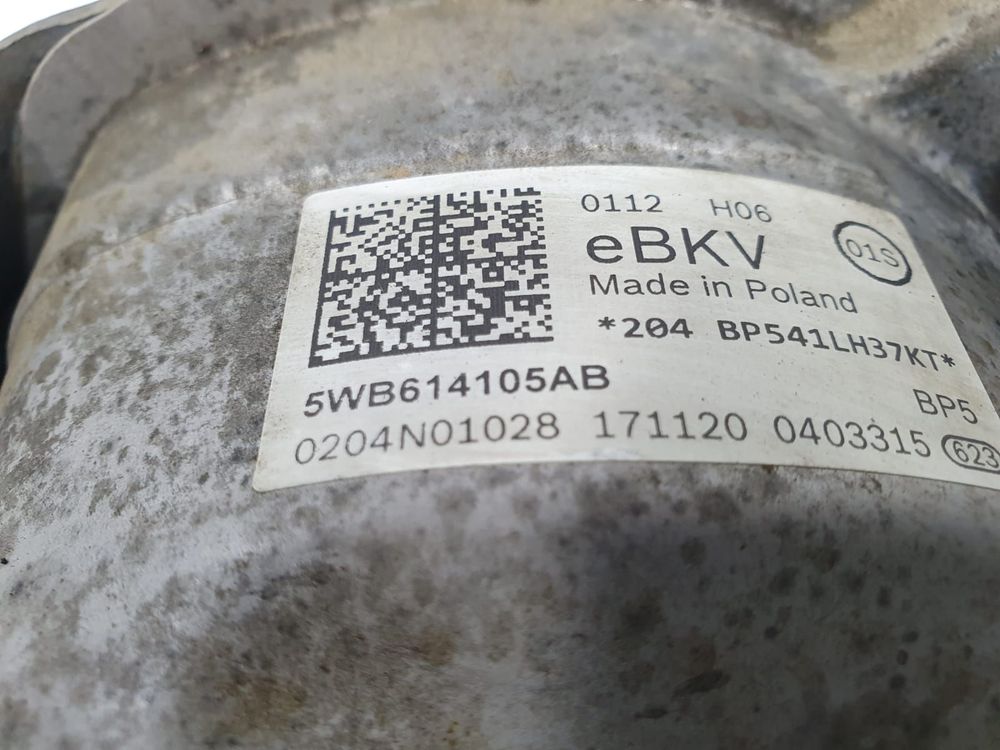 0112 H06
eBKV 01S
Made in Poland
*204 BP541LH37KT*
5WB614105AB BP5
0204N01028 171120 0403315 623